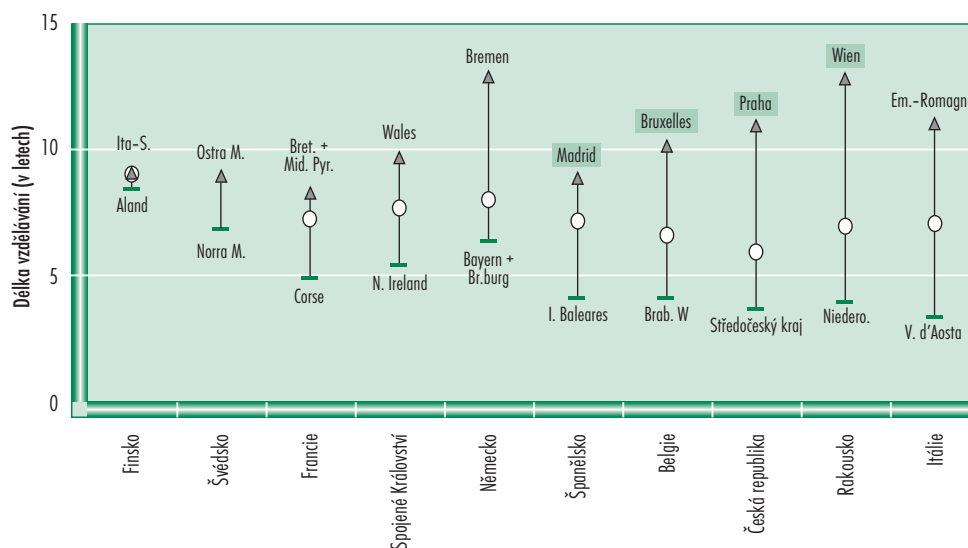 15
10
5
0
Délka vzdělávání (v letech)
Ita-S.
Aland
Ostra M.
Norra M.
Bret. +
Mid. Pyr.
Corse
Wales
N. Ireland
Bremen
Bayern +
Br.burg
Madrid
I. Baleares
Bruxelles
Brab. W
Praha
Středočeský kraj
Wien
Niedero.
Em.-Romagn
V. d'Aosta
Finsko
Švédsko
Francie
Spojené Království
Německo
Španělsko
Belgie
Česká republika
Rakousko
Itálie